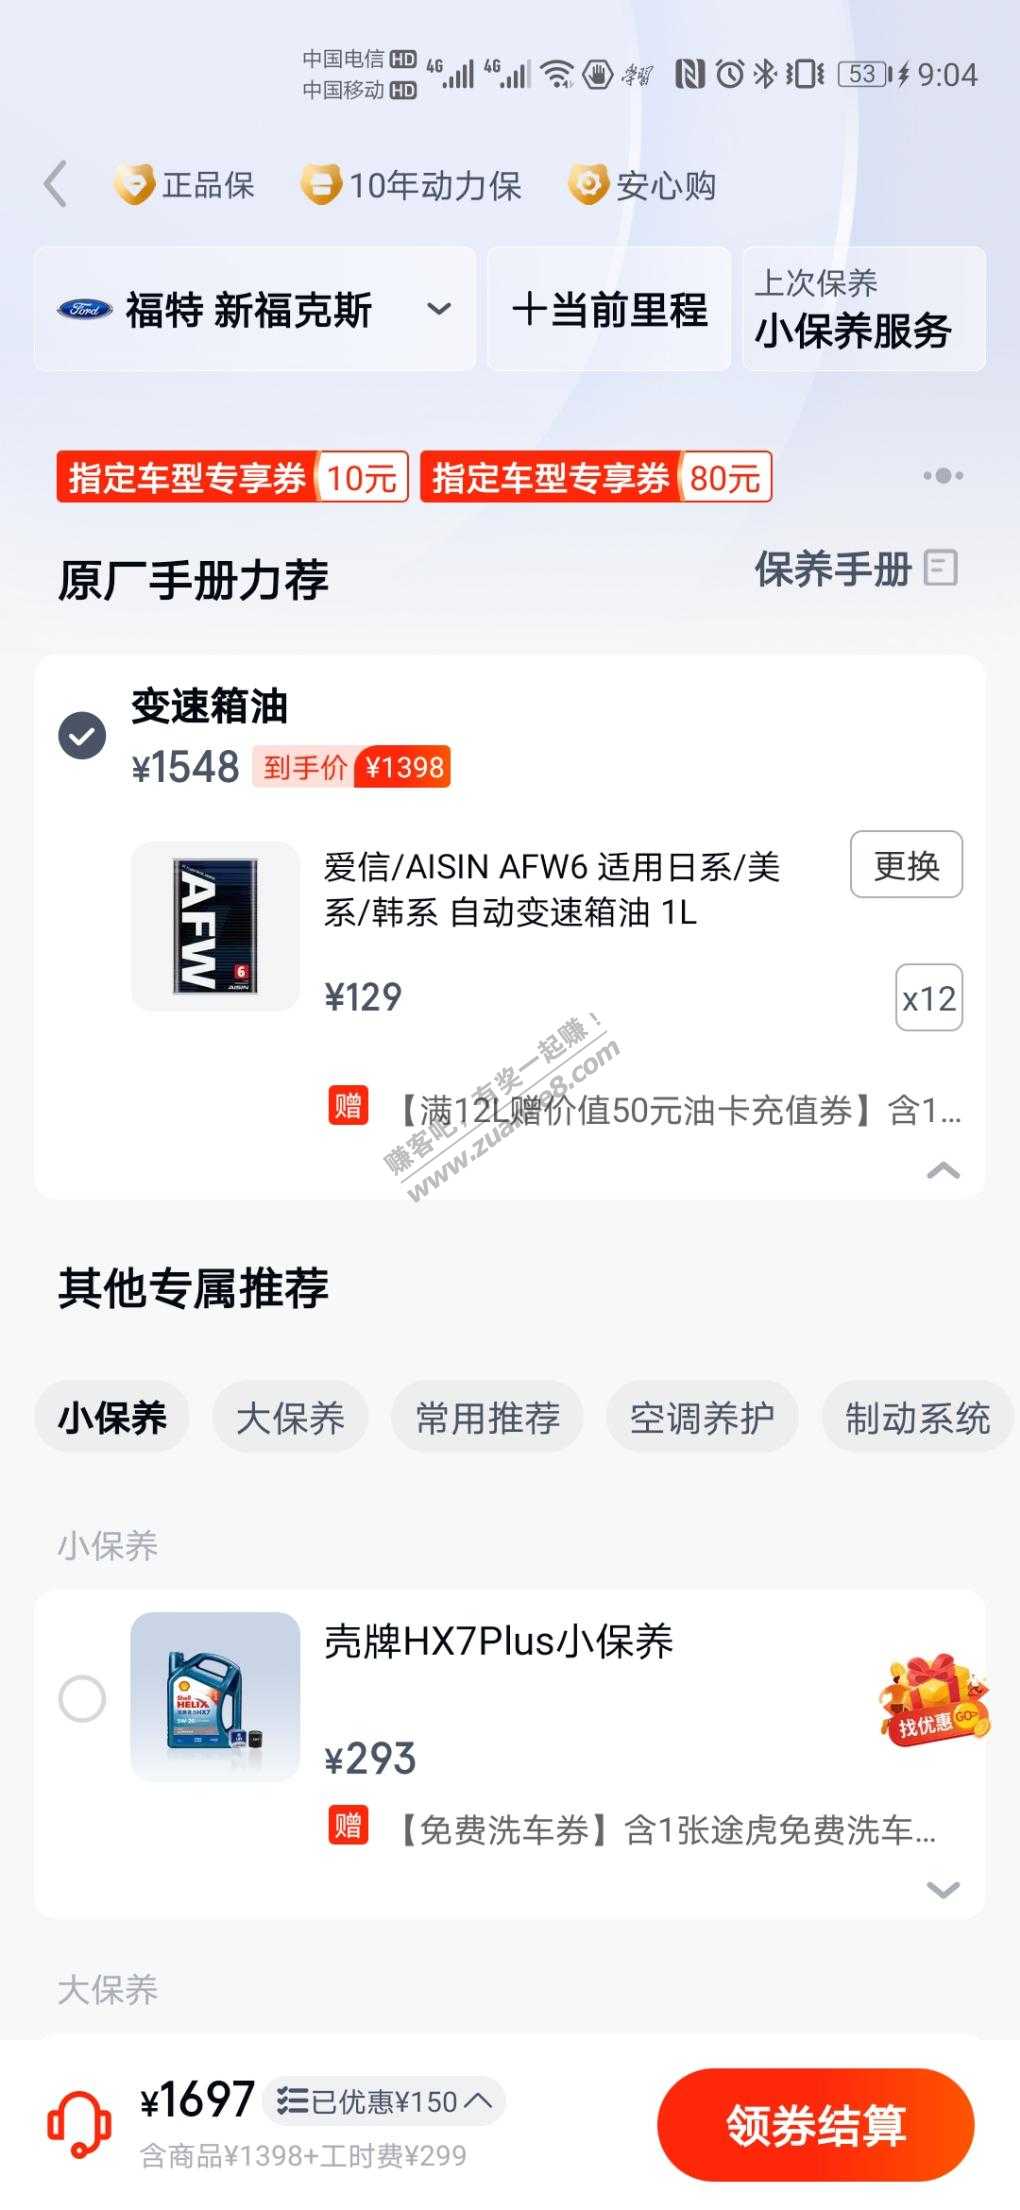 中国电信 HD 4G 4G 53 9:04
中国移动 HD
正品保 10年动力保 安心购
Ford 福特 新福克斯
十当前里程
上次保养
小保养服务
指定车型专享券 10元 指定车型专享券 80元
原厂手册力荐
保养手册
变速箱油
¥1548 到手价 ¥1398
AFW
6
AISIN
爱信/AISIN AFW6 适用日系/美
系/韩系 自动变速箱油 1L
更换
¥129
x12
赚客吧，有奖一起赚！
www.zuanke8.com
赠 【满12L赠价值50元油卡充值券】含1...
其他专属推荐
小保养 大保养 常用推荐 空调养护 制动系统
小保养
Shell
HELIX
壳牌HX7Plus小保养
¥293
找优惠 GO>
赠 【免费洗车券】含1张途虎免费洗车...
大保养
¥1697 已优惠¥150
含商品¥1398+工时费¥299
领券结算